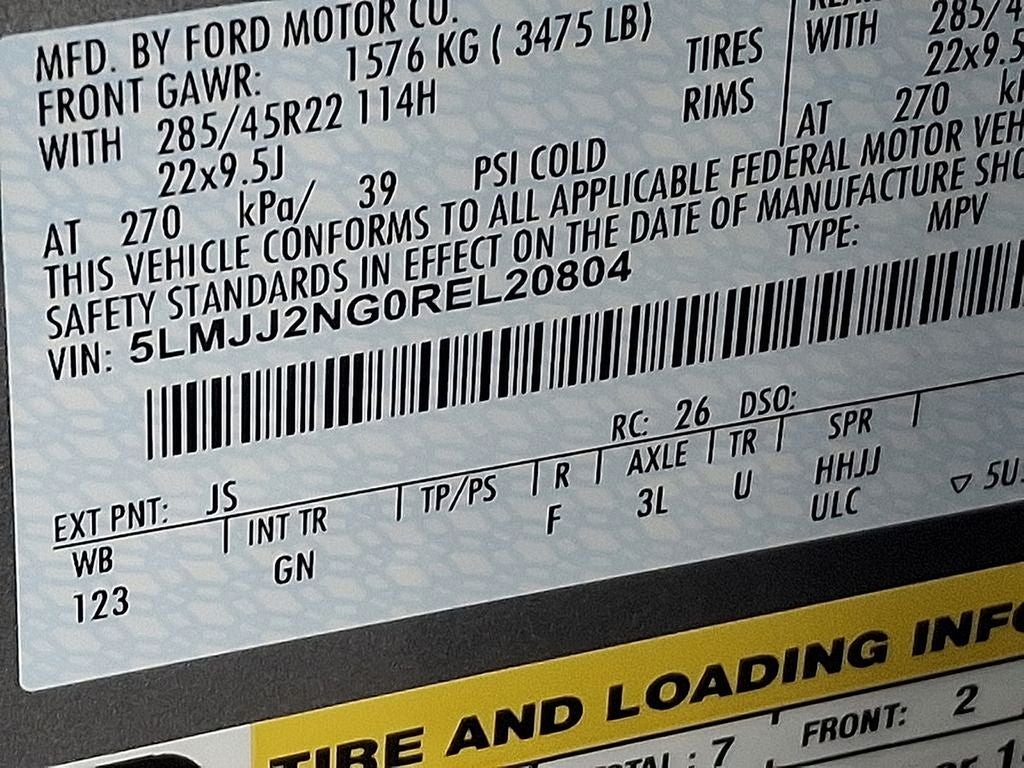 MFD. BY FORD MOTOR CO.
FRONT GAWR: 1576 KG ( 3475 LB)
WITH 285/45R22 114H TIRES
22x9.5J RIMS
AT 270 kPa/ 39 PSI COLD
WITH 285/4
22x9.5
AT 270
THIS VEHICLE CONFORMS TO ALL APPLICABLE FEDERAL MOTOR VEH
SAFETY STANDARDS IN EFFECT ON THE DATE OF MANUFACTURE SHO
VIN: 5LMJJ2NG0REL20804 TYPE: MPV
RC: 26 DSO:
EXT PNT: JS
WB INT TR TP/PS R AXLE TR SPR
123 GN F 3L U HHJJ
ULC ▽ 5U
TIRE AND LOADING INFO
: 7 FRONT: 2